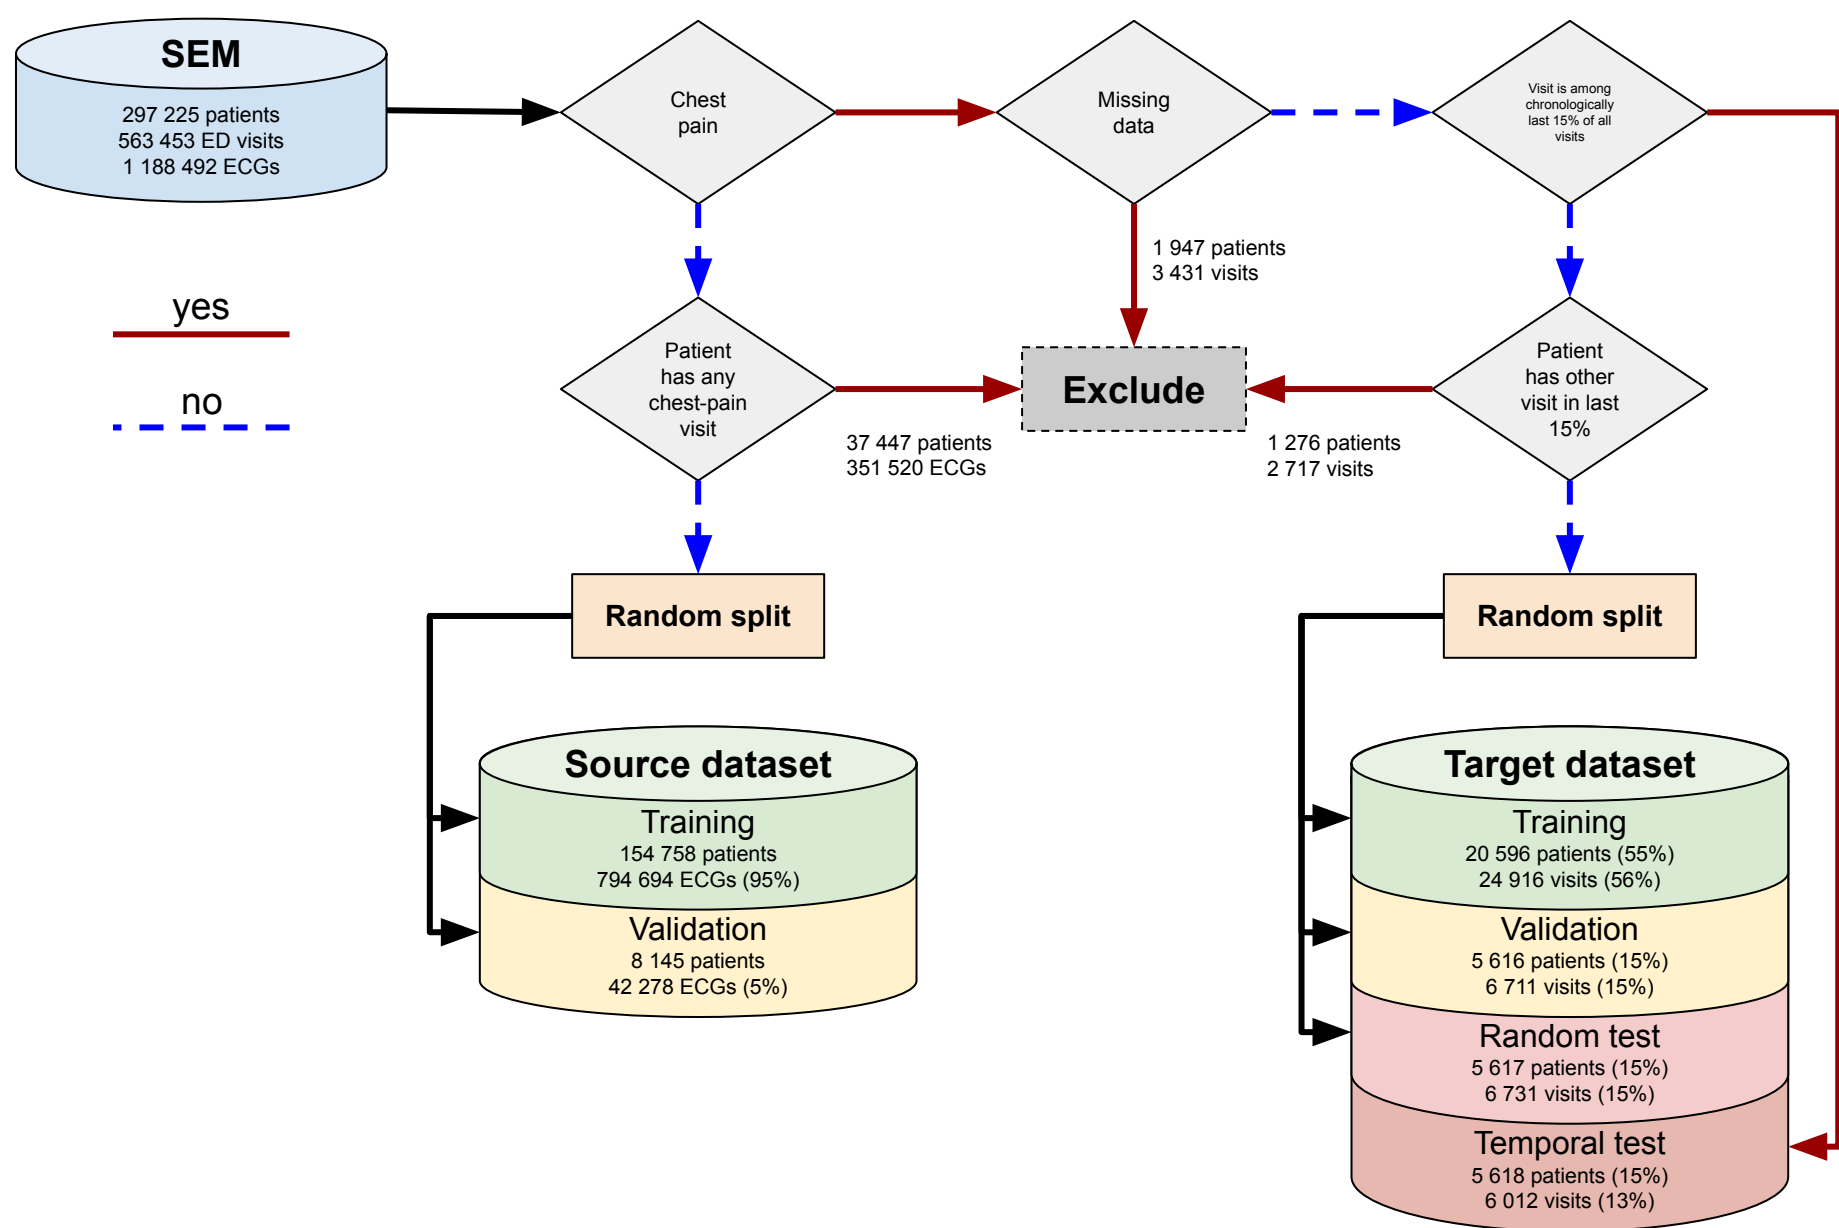 SEM
297 225 patients
563 453 ED visits
1 188 492 ECGs
Chest
pain
Missing
data
Visit is among
chronologically
last 15% of all
visits
1 947 patients
3 431 visits
yes
no
Patient
has any
chest-pain
visit
Exclude
Patient
has other
visit in last
15%
37 447 patients
351 520 ECGs
1 276 patients
2 717 visits
Random split
Random split
Source dataset
Training
154 758 patients
794 694 ECGs (95%)
Validation
8 145 patients
42 278 ECGs (5%)
Target dataset
Training
20 596 patients (55%)
24 916 visits (56%)
Validation
5 616 patients (15%)
6 711 visits (15%)
Random test
5 617 patients (15%)
6 731 visits (15%)
Temporal test
5 618 patients (15%)
6 012 visits (13%)